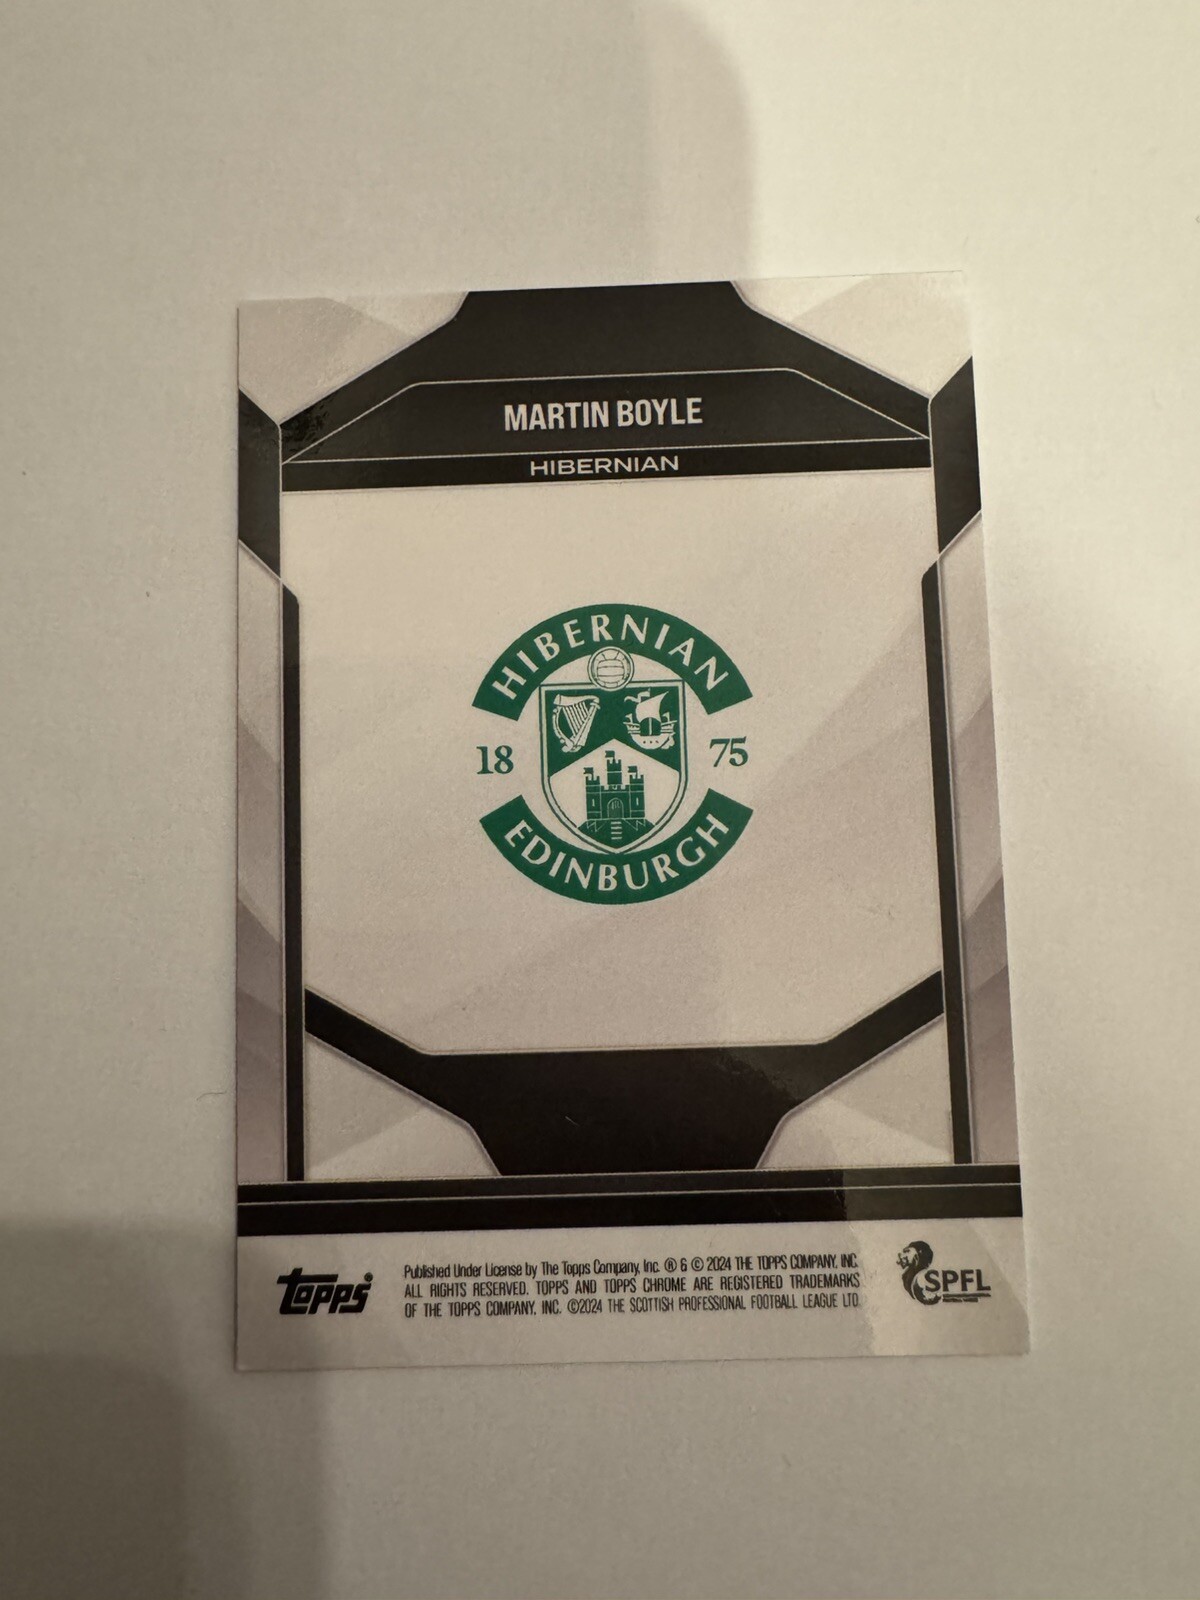 MARTIN BOYLE
HIBERNIAN
HIBERNIAN
18 75
EDINBURGH
topps
Published Under License by The Topps Company, Inc. ® & © 2024 THE TOPPS COMPANY, INC.
ALL RIGHTS RESERVED. TOPPS AND TOPPS CHROME ARE REGISTERED TRADEMARKS
OF THE TOPPS COMPANY, INC. ©2024 THE SCOTTISH PROFESSIONAL FOOTBALL LEAGUE LTD.
SPFL